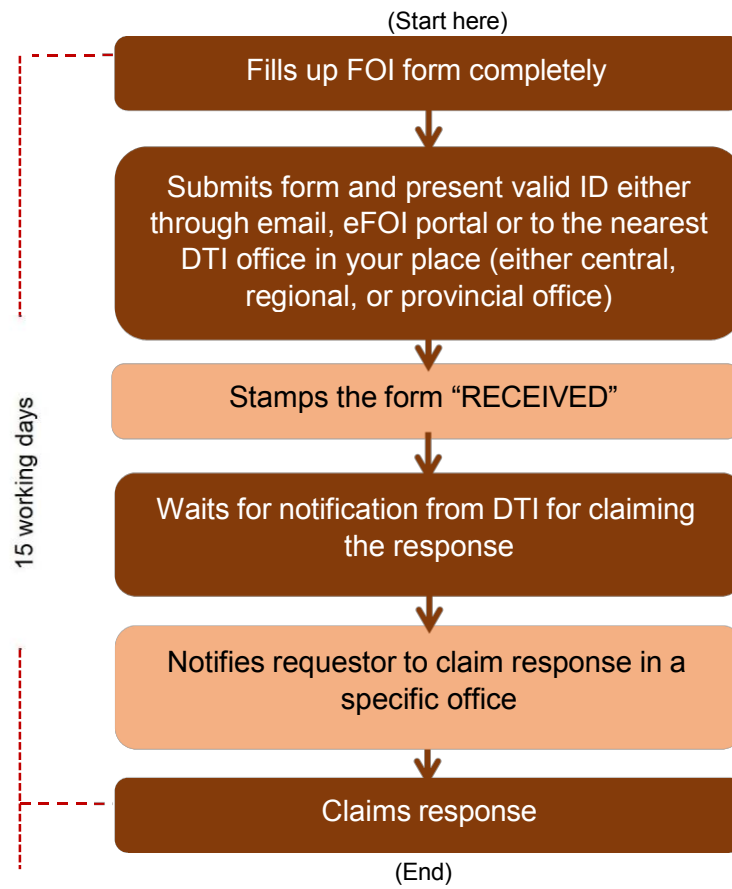 (Start here)
Fills up FOI form completely
Submits form and present valid ID either
through email, eFOI portal or to the nearest
DTI office in your place (either central,
regional, or provincial office)
Stamps the form “RECEIVED”
15 working days
Waits for notification from DTI for claiming
the response
Notifies requestor to claim response in a
specific office
Claims response
(End)